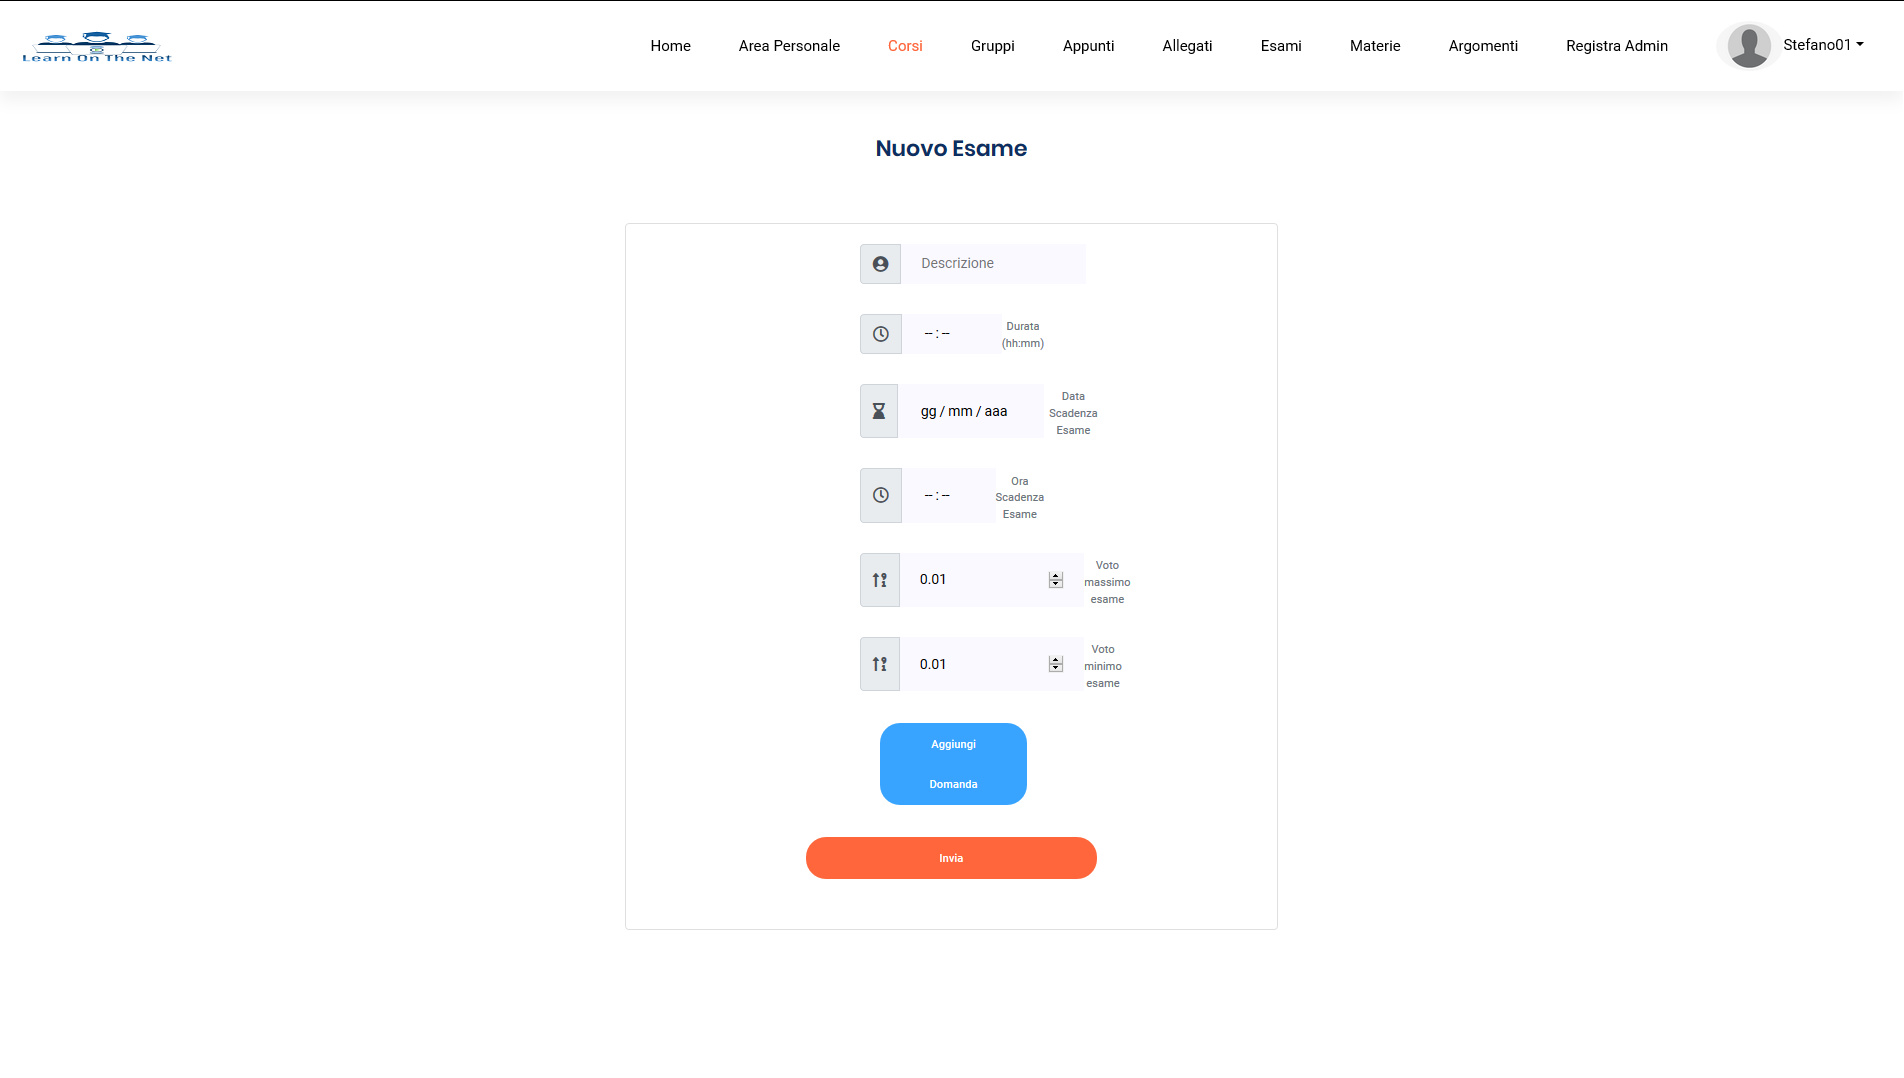 Learn On The Net
Home
Area Personale
Corsi
Gruppi
Appunti
Allegati
Esami
Materie
Argomenti
Registra Admin
Stefano01
Nuovo Esame
Descrizione
-- : --
Durata
(hh:mm)
gg / mm / aaa
Data
Scadenza
Esame
-- : --
Ora
Scadenza
Esame
0.01
Voto
massimo
esame
0.01
Voto
minimo
esame
Aggiungi
Domanda
Invia